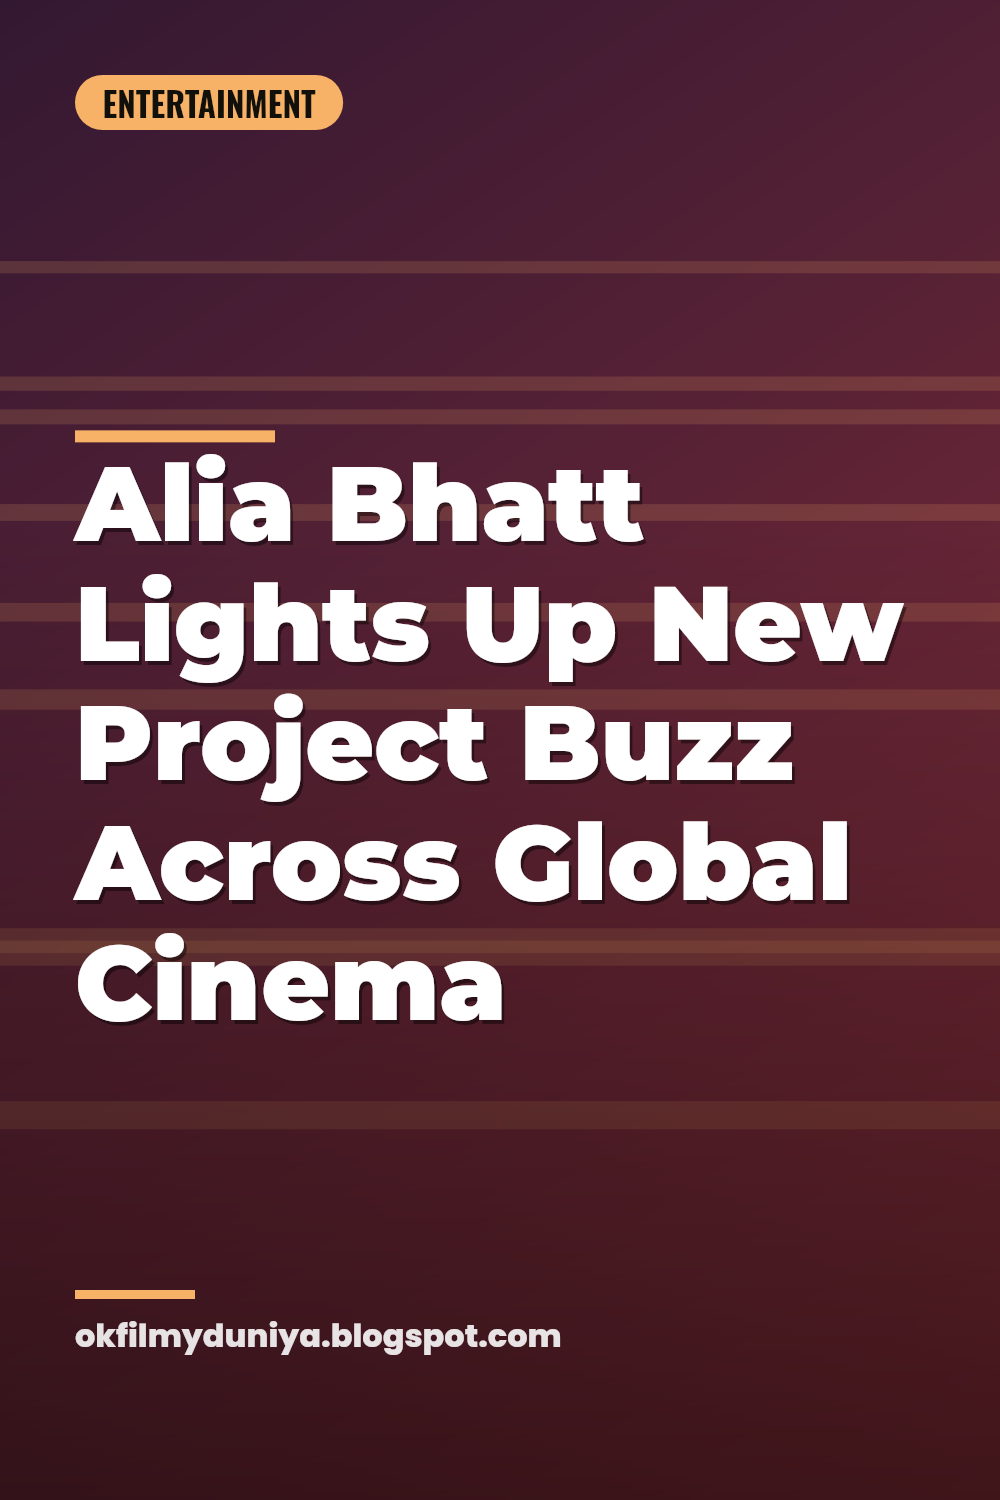 ENTERTAINMENT
Alia Bhatt
Lights Up New
Project Buzz
Across Global
Cinema
okfilmyduniya.blogspot.com